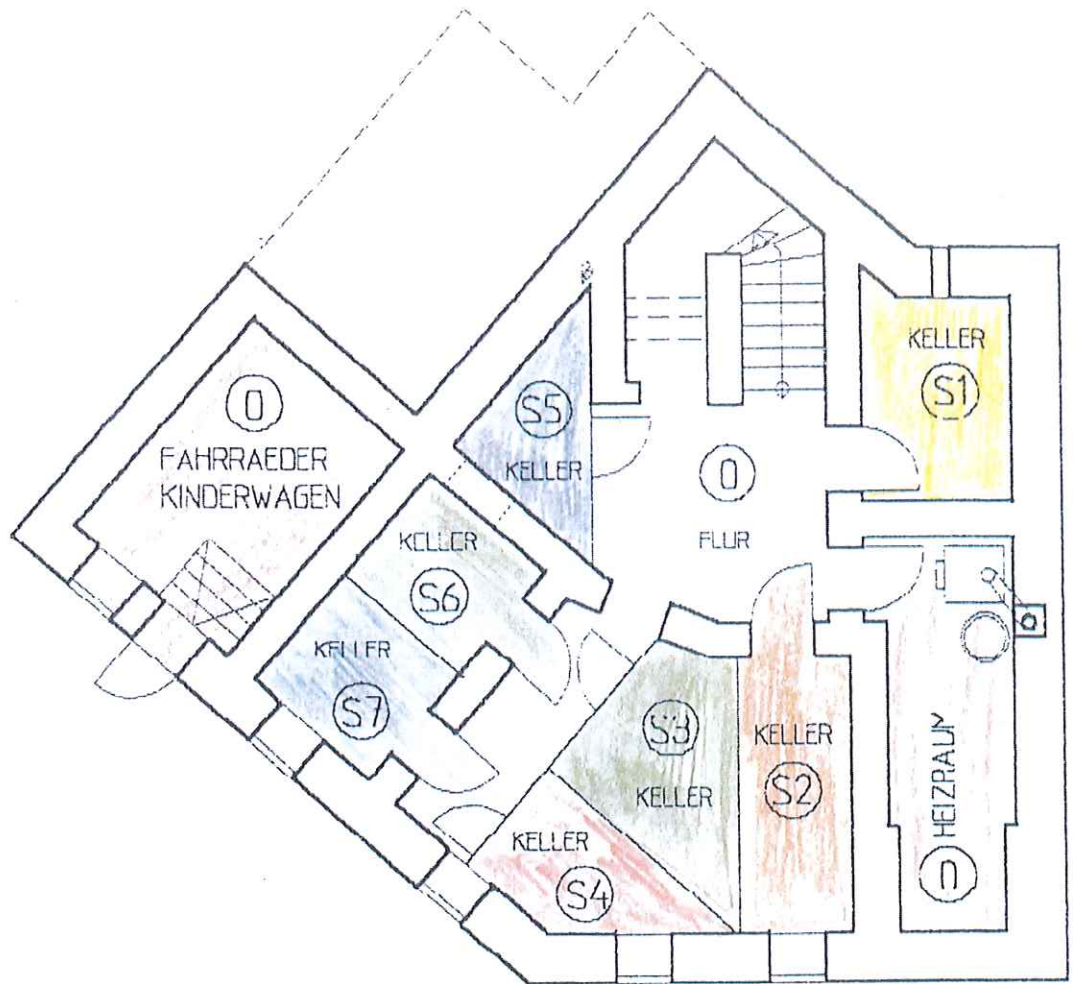 KELLER
S1
S5
KELLER
0
FAHRRAEDER
KINDERWAGEN
0
FLUR
KELLER
S6
KELLER
S7
S3
KELLER
KELLER
S2
KELLER
S4
HEIZRAUM
0